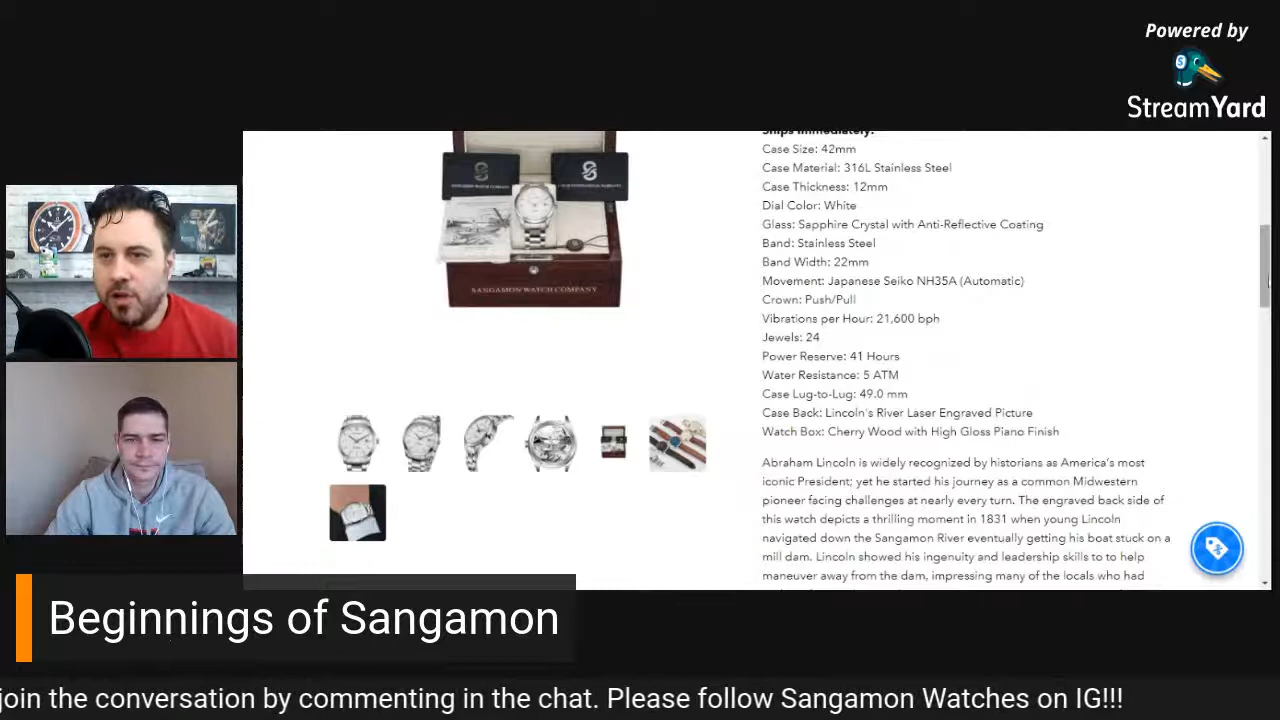 Powered by
StreamYard
Ships Immediately:
Case Size: 42mm
Case Material: 316L Stainless Steel
Case Thickness: 12mm
Dial Color: White
Glass: Sapphire Crystal with Anti-Reflective Coating
Band: Stainless Steel
Band Width: 22mm
Movement: Japanese Seiko NH35A (Automatic)
Crown: Push/Pull
Vibrations per Hour: 21,600 bph
Jewels: 24
Power Reserve: 41 Hours
Water Resistance: 5 ATM
Case Lug-to-Lug: 49.0 mm
Case Back: Lincoln's River Laser Engraved Picture
Watch Box: Cherry Wood with High Gloss Piano Finish
Abraham Lincoln is widely recognized by historians as America's most
iconic President; yet he started his journey as a common Midwestern
pioneer facing challenges at nearly every turn. The engraved back side of
this watch depicts a thrilling moment in 1831 when young Lincoln
navigated down the Sangamon River eventually getting his boat stuck on a
mill dam. Lincoln showed his ingenuity and leadership skills to to help
maneuver away from the dam, impressing many of the locals who had
SANGAMON WATCH COMPANY
Beginnings of Sangamon
join the conversation by commenting in the chat. Please follow Sangamon Watches on IG!!!